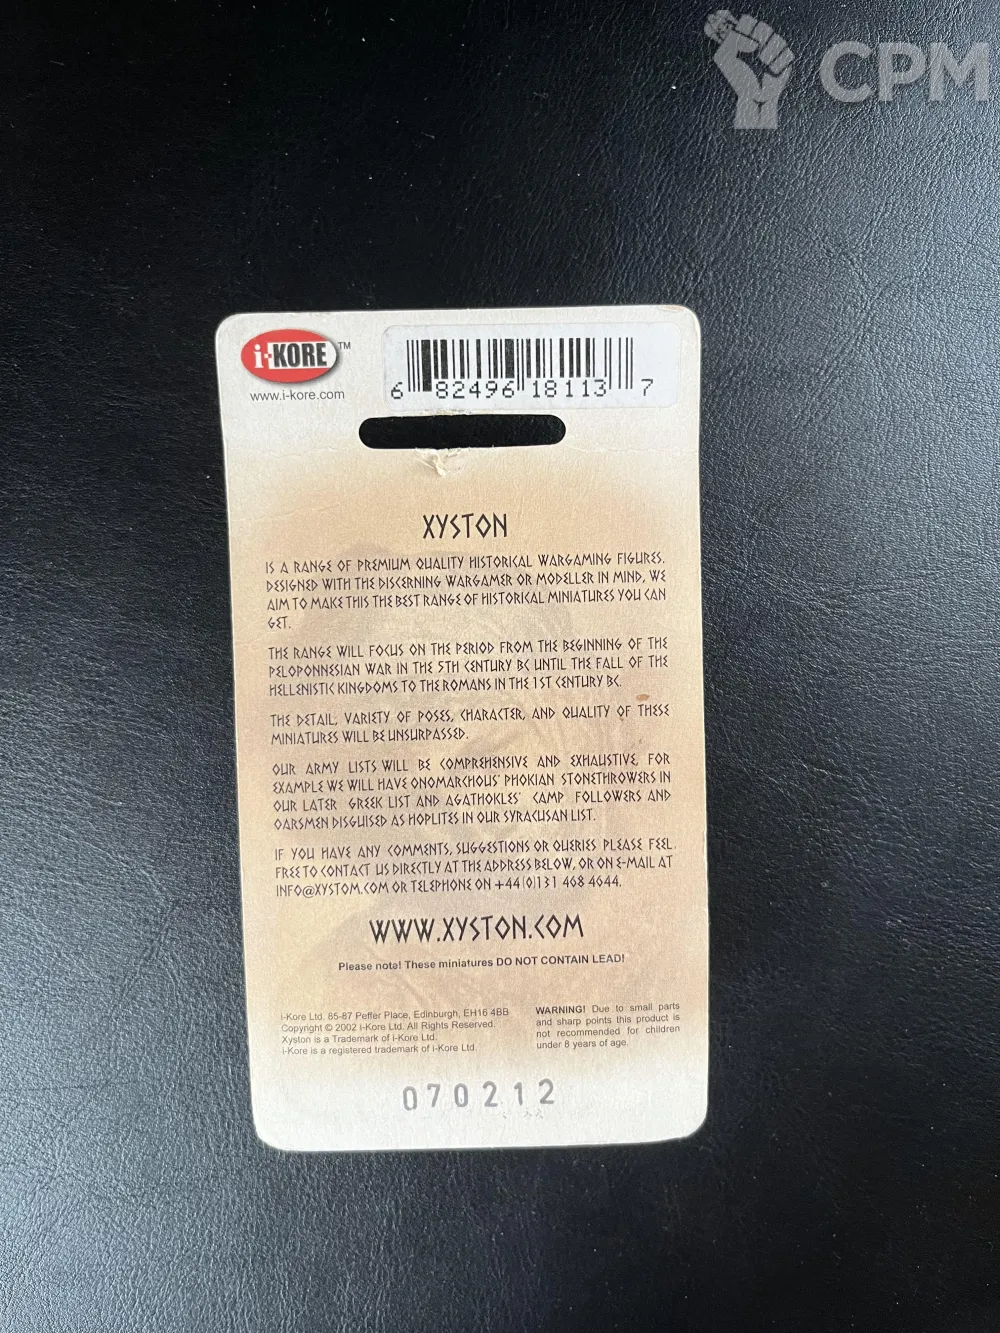 CPM
i-KORE™
www.i-kore.com
6 82496 18113 7
XYSTON
IS A RANGE OF PREMIUM QUALITY HISTORICAL WARGAMING FIGURES.
DESIGNED WITH THE DISCERNING WARGAMER OR MODELLER IN MIND, WE
AIM TO MAKE THIS THE BEST RANGE OF HISTORICAL MINIATURES YOU CAN
GET.
THE RANGE WILL FOCUS ON THE PERIOD FROM THE BEGINNING OF THE
PELOPONNESIAN WAR IN THE 5TH CENTURY BC UNTIL THE FALL OF THE
HELLENISTIC KINGDOMS TO THE ROMANS IN THE 1ST CENTURY BC.
THE DETAIL, VARIETY OF POSES, CHARACTER, AND QUALITY OF THESE
MINIATURES WILL BE UNSURPASSED.
OUR ARMY LISTS WILL BE COMPREHENSIVE AND EXHAUSTIVE, FOR
EXAMPLE WE WILL HAVE ONOMARCHOUS' PHOKIAN STONETHROWERS IN
OUR LATER GREEK LIST AND AGATHOKLES' CAMP FOLLOWERS AND
OARSMEN DISGUISED AS HOPLITES IN OUR SYRACUSAN LIST.
IF YOU HAVE ANY COMMENTS, SUGGESTIONS OR QUERIES PLEASE FEEL
FREE TO CONTACT US DIRECTLY AT THE ADDRESS BELOW, OR ON E-MAIL AT
INFO@XYSTOM.COM OR TELEPHONE ON +44(0)131 468 4644.
WWW.XYSTON.COM
Please note! These miniatures DO NOT CONTAIN LEAD!
i-Kore Ltd. 85-87 Peffer Place, Edinburgh, EH16 4BB
Copyright © 2002 i-Kore Ltd. All Rights Reserved.
Xyston is a Trademark of i-Kore Ltd.
i-Kore is a registered trademark of i-Kore Ltd.
WARNING! Due to small parts
and sharp points this product is
not recommended for children
under 8 years of age.
070212